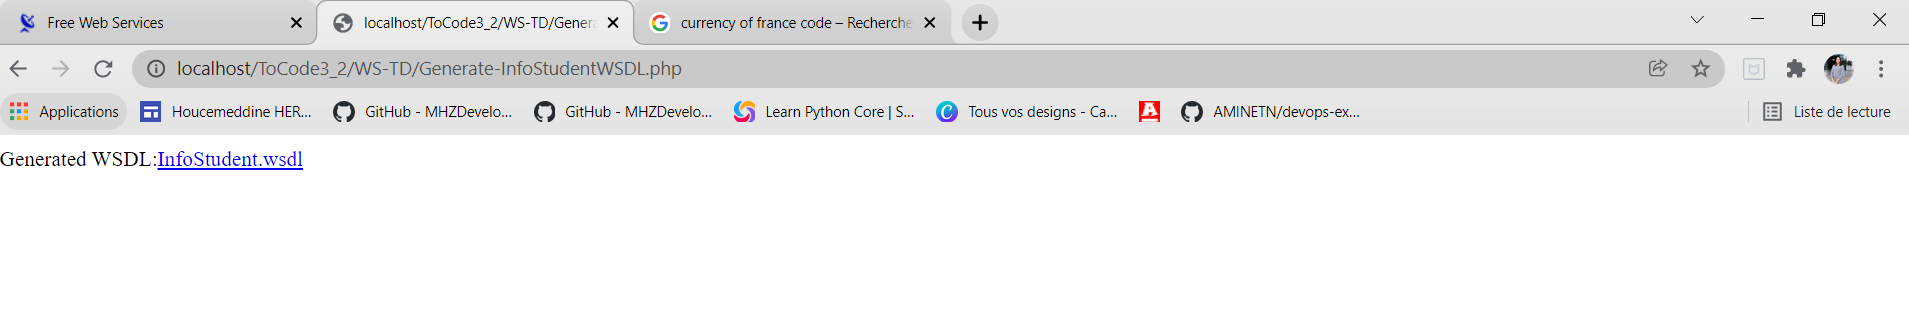 Free Web Services
localhost/ToCode3_2/WS-TD/Gener
currency of france code – Recherche
localhost/ToCode3_2/WS-TD/Generate-InfoStudentWSDL.php
Applications
Houcemeddine HER...
GitHub - MHZDevelo...
GitHub - MHZDevelo...
Learn Python Core | S...
Tous vos designs - Ca...
AMINETN/devops-ex...
Liste de lecture
Generated WSDL:InfoStudent.wsdl